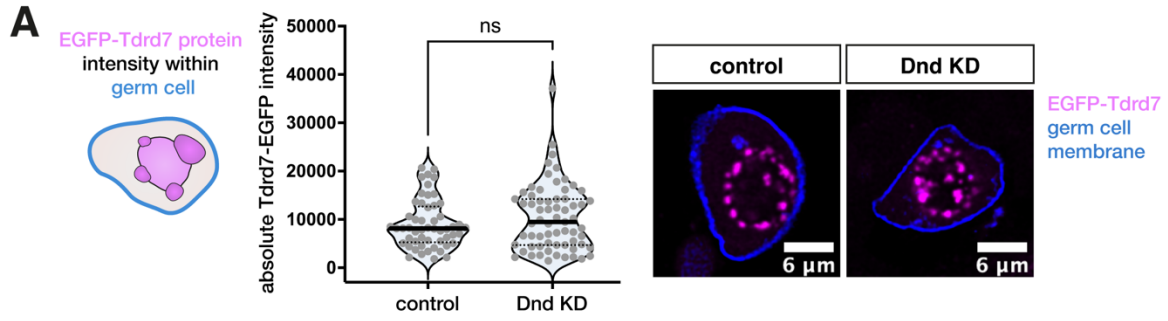 A
EGFP-Tdrd7 protein
intensity within
germ cell
absolute Tdrd7-EGFP intensity
50000
40000
30000
20000
10000
0
ns
control
Dnd KD
control
Dnd KD
6 μm
6 μm
EGFP-Tdrd7
germ cell
membrane